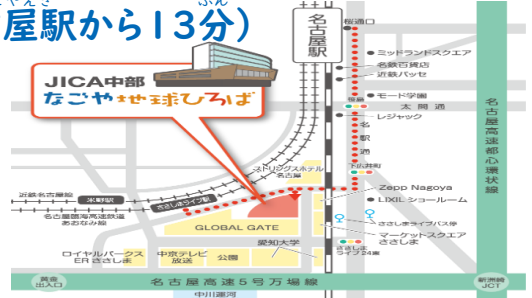 やえき
ぷん
屋駅から13分)
JICA中部
なごや地球ひろば
名古屋駅
桜通口
ミッドランドスクエア
名鉄百貨店
近鉄パッセ
モード学園
笹島
太閤通
レジャック
名駅通
下広井町
名古屋高速都心環状線
ストリングスホテル
名古屋
Zepp Nagoya
LIXIL ショールーム
近鉄名古屋線
米野駅
ささしまライブ駅
名古屋臨海高速鉄道
あおなみ線
GLOBAL GATE
ささしまライブバス停
マーケットスクエア
ささしま
愛知大学
ささしま
ライブ24東
ロイヤルパークス
ER ささしま
中京テレビ
放送
公園
黄金
出入口
名古屋高速5号万場線
新洲崎
JCT
中川運河